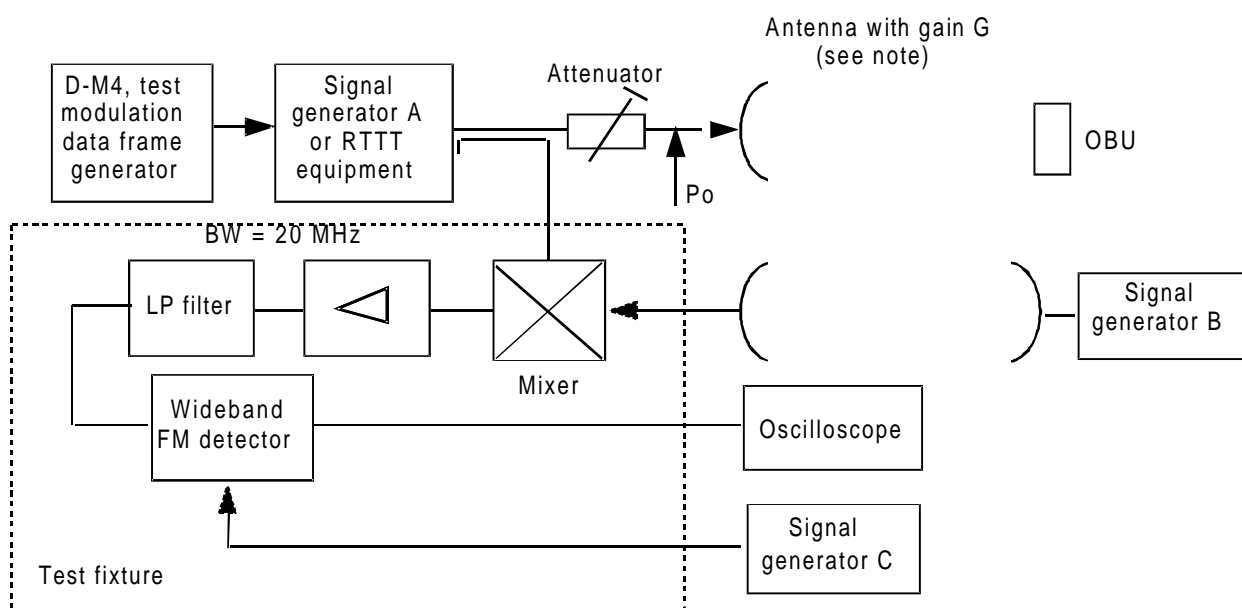 Antenna with gain G
(see note)
D-M4, test
modulation
data frame
generator
Signal
generator A
or RTTT
equipment
Attenuator
OBU
Po
BW = 20 MHz
LP filter
Mixer
Signal
generator B
Wideband
FM detector
Oscilloscope
Signal
generator C
Test fixture